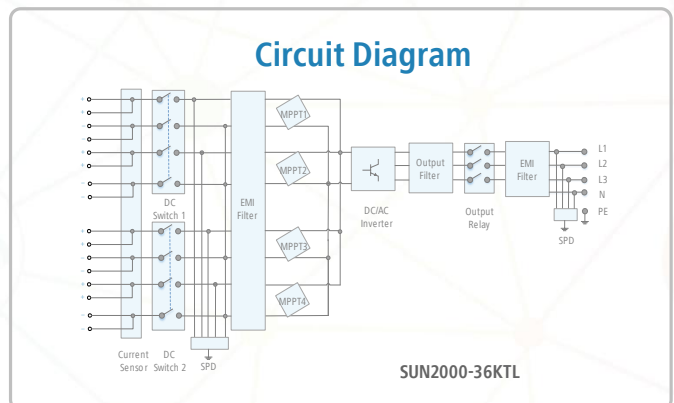 Circuit Diagram
MPPT1
MPPT2
MPPT3
MPPT4
DC
Switch 1
EMI
Filter
DC/AC
Inverter
Output
Filter
Output
Relay
EMI
Filter
L1
L2
L3
N
PE
SPD
Current
Sensor
DC
Switch 2
SPD
SUN2000-36KTL